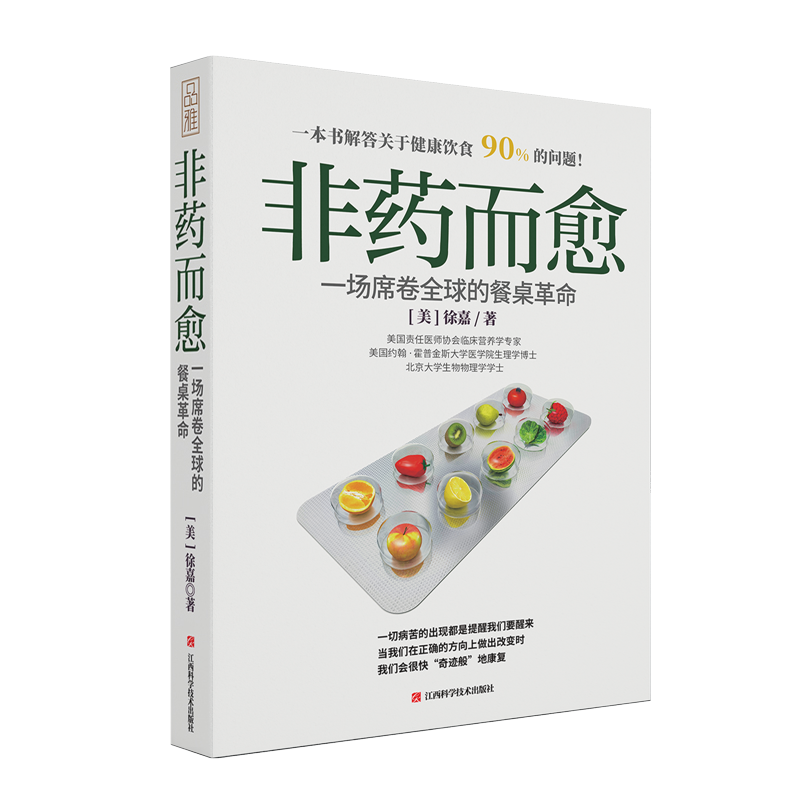 品雅
非药而愈
一场席卷全球的
餐桌革命
[美]徐嘉◎著
江西科学技术出版社
一本书解答关于健康饮食 90% 的问题!
非药而愈
一场席卷全球的餐桌革命
[美]徐嘉/著
美国责任医师协会临床营养学专家
美国约翰·霍普金斯大学医学院生理学博士
北京大学生物物理学学士
一切病苦的出现都是提醒我们要醒来
当我们在正确的方向上做出改变时
我们会很快“奇迹般”地康复
江西科学技术出版社